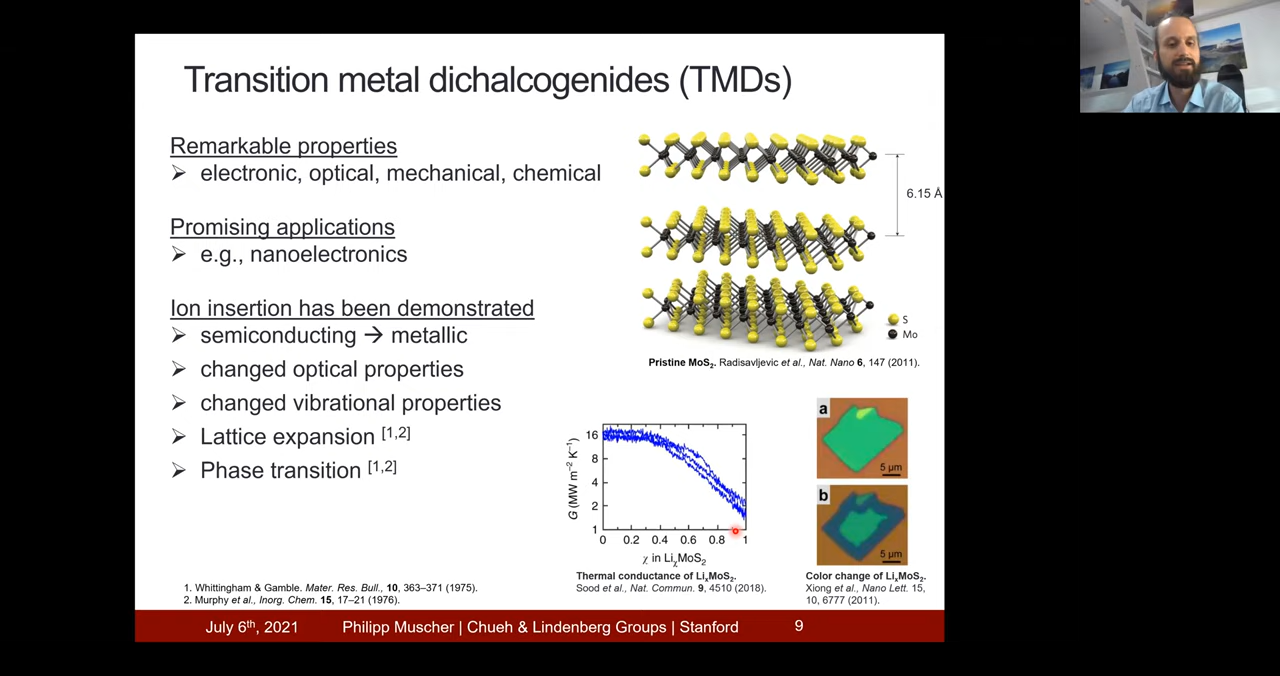 Transition metal dichalcogenides (TMDs)
Remarkable properties
➢ electronic, optical, mechanical, chemical
Promising applications
➢ e.g., nanoelectronics
Ion insertion has been demonstrated
➢ semiconducting → metallic
➢ changed optical properties
➢ changed vibrational properties
➢ Lattice expansion [1,2]
➢ Phase transition [1,2]
6.15 Å
S
Mo
Pristine MoS₂. Radisavljevic et al., Nat. Nano 6, 147 (2011).
G (MW m⁻² K⁻¹)
16
8
4
2
1
0 0.2 0.4 0.6 0.8 1
χ in LiχMoS₂
Thermal conductance of LiₓMoS₂.
Sood et al., Nat. Commun. 9, 4510 (2018).
a
5 µm
b
5 µm
Color change of LiₓMoS₂.
Xiong et al., Nano Lett. 15,
10, 6777 (2011).
1. Whittingham & Gamble. Mater. Res. Bull., 10, 363–371 (1975).
2. Murphy et al., Inorg. Chem. 15, 17–21 (1976).
July 6th, 2021 Philipp Muscher | Chueh & Lindenberg Groups | Stanford 9